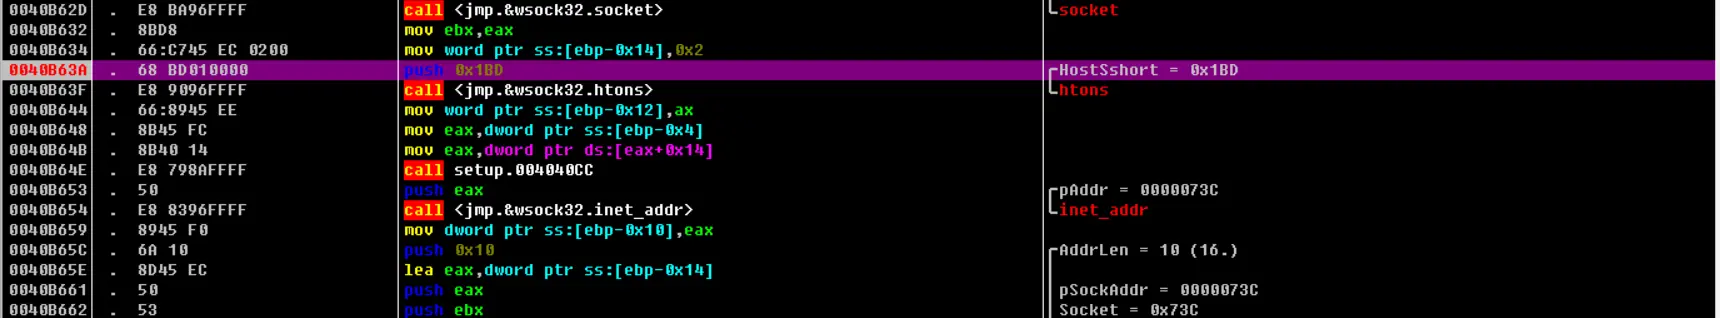 0040B62D . E8 BA96FFFF call <jmp.&wsock32.socket> socket
0040B632 . 8BD8 mov ebx,eax
0040B634 . 66:C745 EC 0200 mov word ptr ss:[ebp-0x14],0x2
0040B63A . 68 BD010000 push 0x1BD HostSshort = 0x1BD
0040B63F . E8 9096FFFF call <jmp.&wsock32.htons> htons
0040B644 . 66:8945 EE mov word ptr ss:[ebp-0x12],ax
0040B648 . 8B45 FC mov eax,dword ptr ss:[ebp-0x4]
0040B64B . 8B40 14 mov eax,dword ptr ds:[eax+0x14]
0040B64E . E8 798AFFFF call setup.004040CC
0040B653 . 50 push eax pAddr = 0000073C
0040B654 . E8 8396FFFF call <jmp.&wsock32.inet_addr> inet_addr
0040B659 . 8945 F0 mov dword ptr ss:[ebp-0x10],eax
0040B65C . 6A 10 push 0x10 AddrLen = 10 (16.)
0040B65E . 8D45 EC lea eax,dword ptr ss:[ebp-0x14]
0040B661 . 50 push eax pSockAddr = 0000073C
0040B662 . 53 push ebx Socket = 0x73C